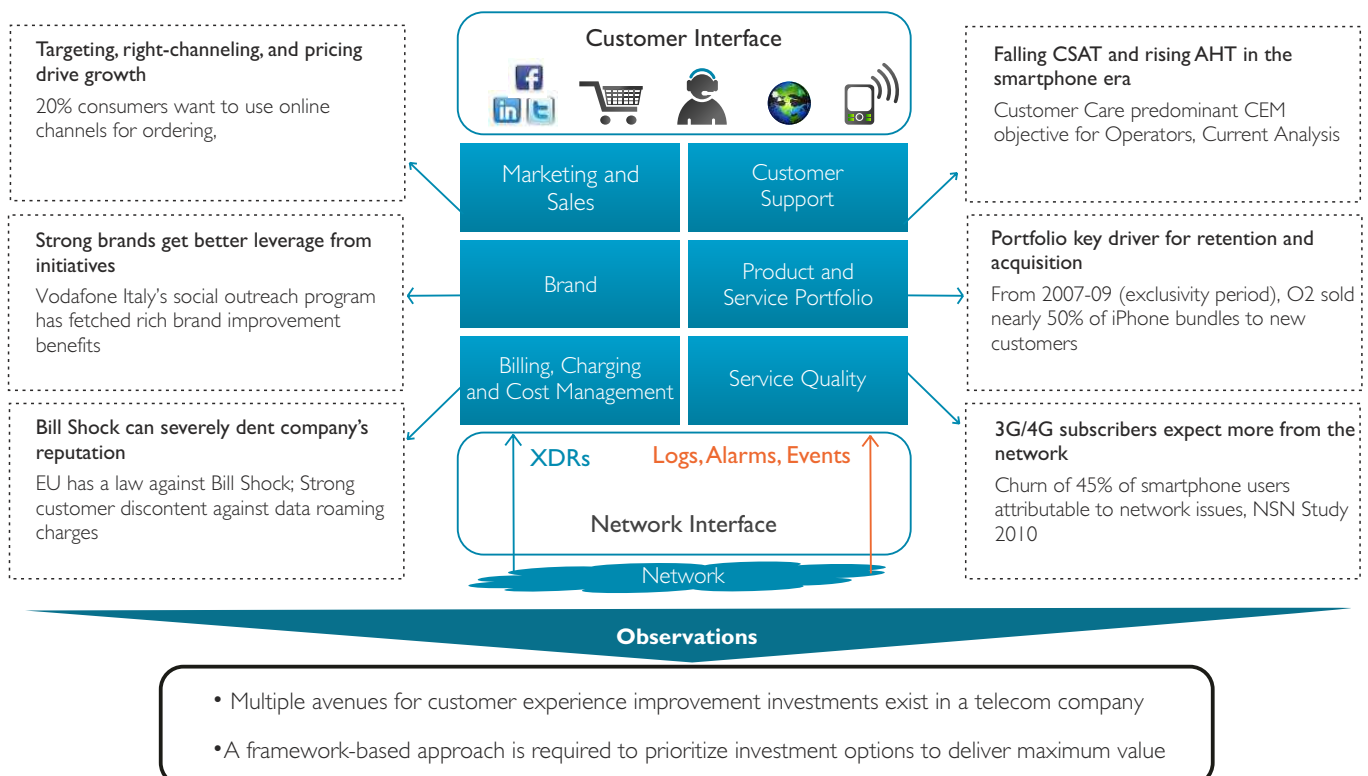 Targeting, right-channeling, and pricing
drive growth
20% consumers want to use online
channels for ordering,
Strong brands get better leverage from
initiatives
Vodafone Italy's social outreach program
has fetched rich brand improvement
benefits
Bill Shock can severely dent company's
reputation
EU has a law against Bill Shock; Strong
customer discontent against data roaming
charges
Customer Interface
f
in
t
Marketing and
Sales
Customer
Support
Brand
Product and
Service Portfolio
Billing, Charging
and Cost Management
Service Quality
XDRs
Logs, Alarms, Events
Network Interface
Network
Falling CSAT and rising AHT in the
smartphone era
Customer Care predominant CEM
objective for Operators, Current Analysis
Portfolio key driver for retention and
acquisition
From 2007-09 (exclusivity period), O2 sold
nearly 50% of iPhone bundles to new
customers
3G/4G subscribers expect more from the
network
Churn of 45% of smartphone users
attributable to network issues, NSN Study
2010
Observations
• Multiple avenues for customer experience improvement investments exist in a telecom company
•A framework-based approach is required to prioritize investment options to deliver maximum value